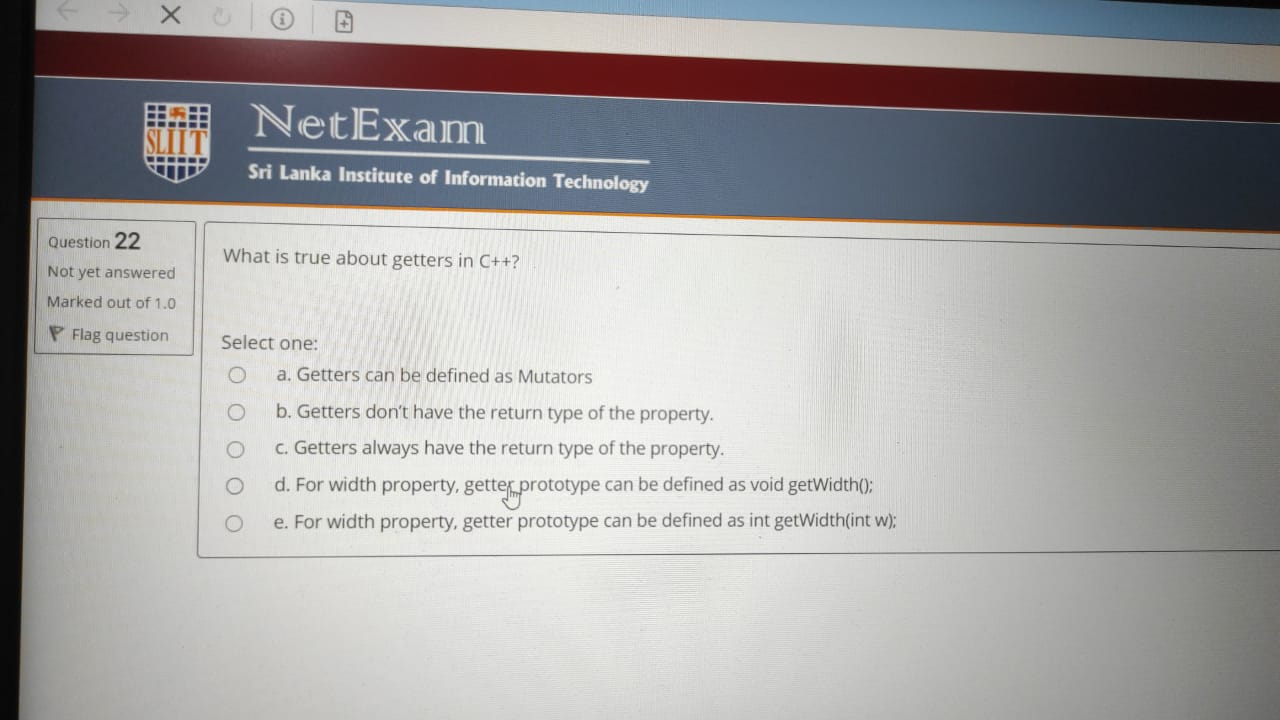 SLIIT
NetExam
Sri Lanka Institute of Information Technology
Question 22
Not yet answered
Marked out of 1.0
Flag question
What is true about getters in C++?
Select one:
a. Getters can be defined as Mutators
b. Getters don't have the return type of the property.
c. Getters always have the return type of the property.
d. For width property, getter prototype can be defined as void getWidth();
e. For width property, getter prototype can be defined as int getWidth(int w);